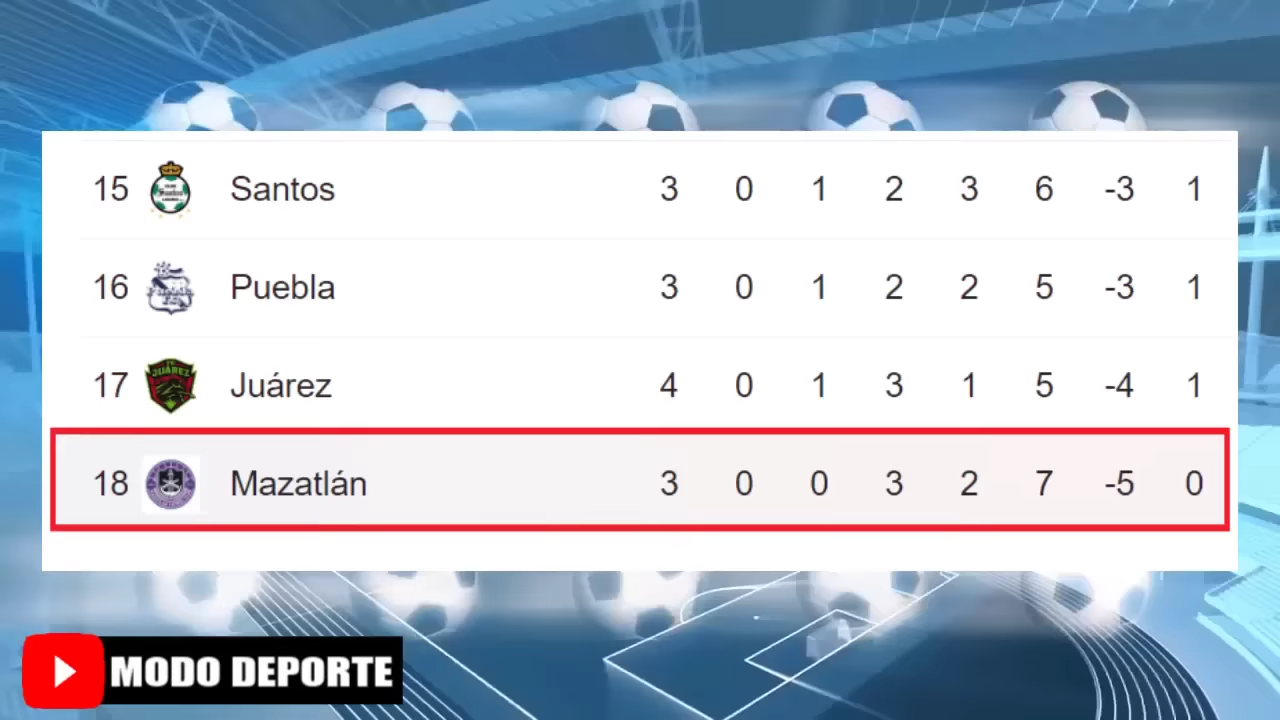 15 Santos 3 0 1 2 3 6 -3 1
16 Puebla 3 0 1 2 2 5 -3 1
JUÁREZ
17 Juárez 4 0 1 3 1 5 -4 1
18 Mazatlán 3 0 0 3 2 7 -5 0
MODO DEPORTE